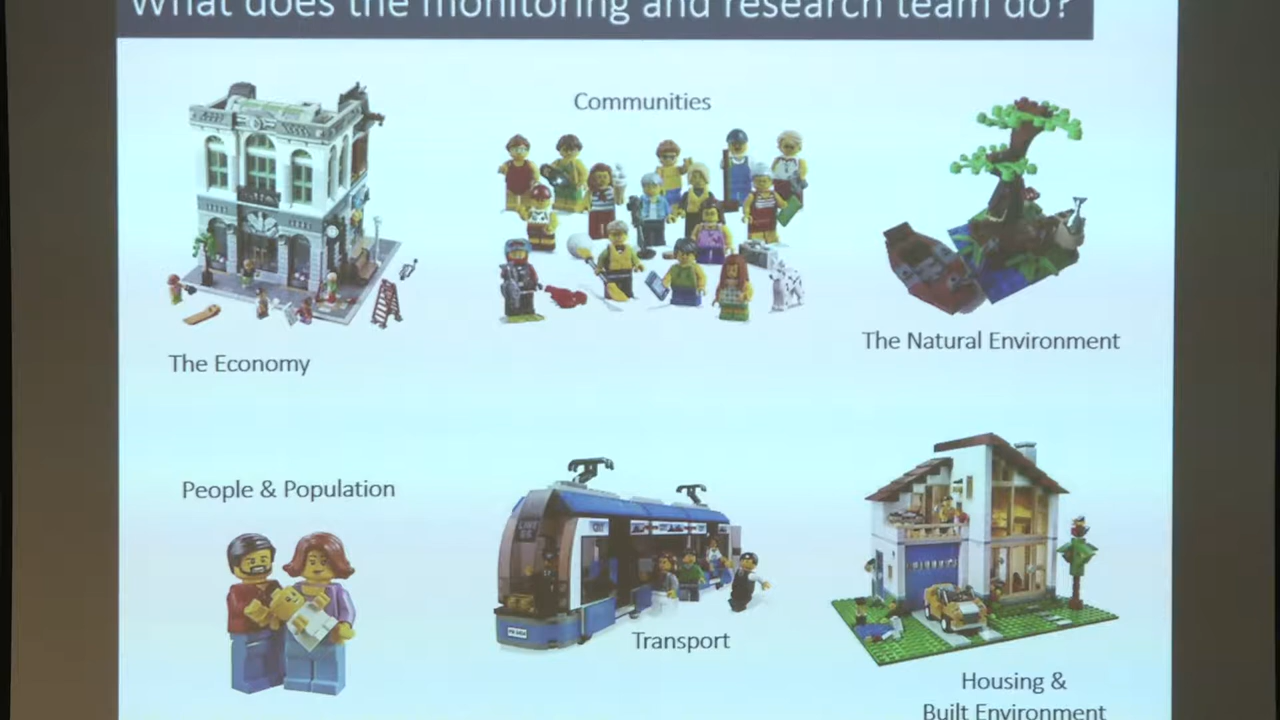 What does the monitoring and research team do?
Communities
The Natural Environment
The Economy
People & Population
Transport
Housing &
Built Environment